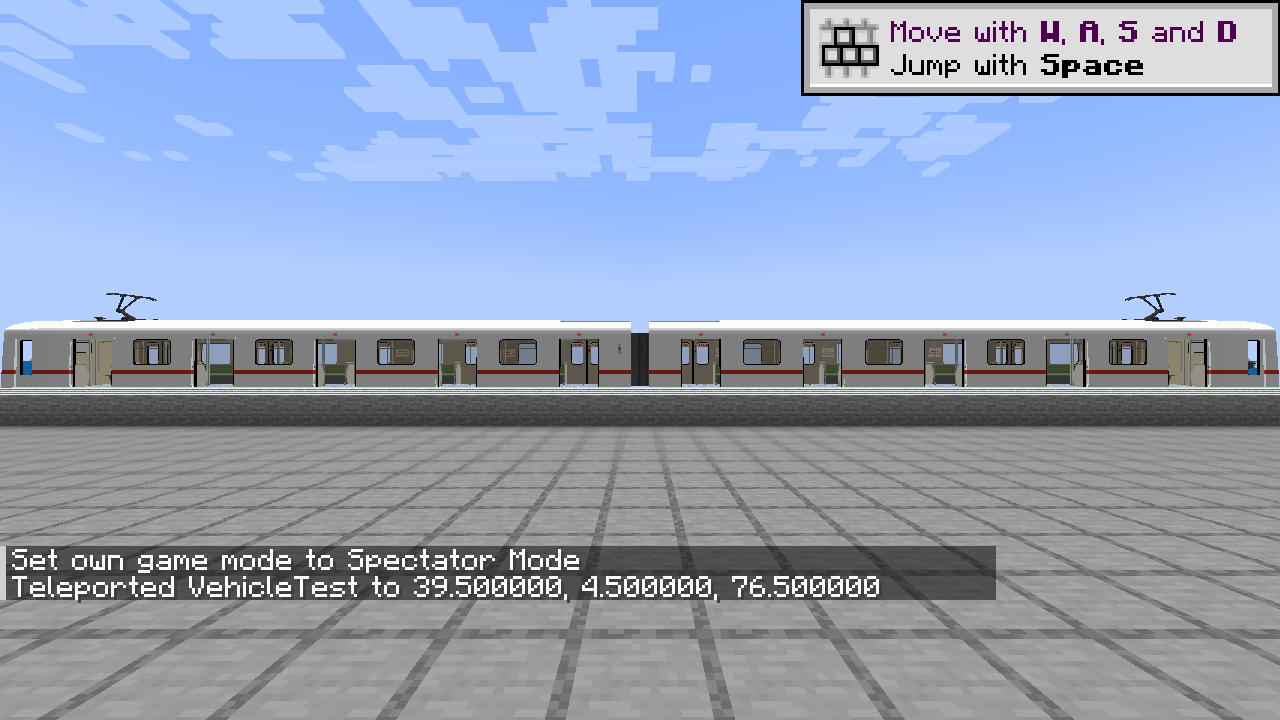 Move with W, A, S and D
Jump with Space
Set own game mode to Spectator Mode
Teleported VehicleTest to 39.500000, 4.500000, 76.500000